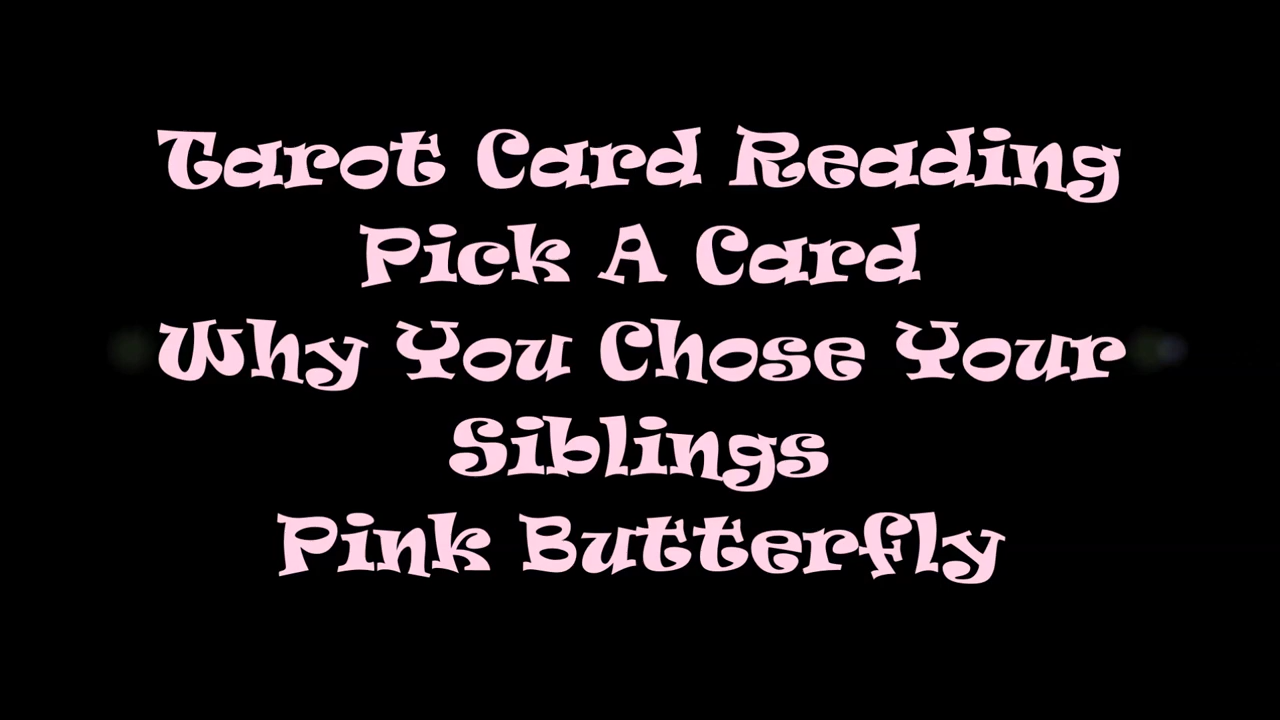 Tarot Card Reading
Pick A Card
Why You Chose Your
Siblings
Pink Butterfly